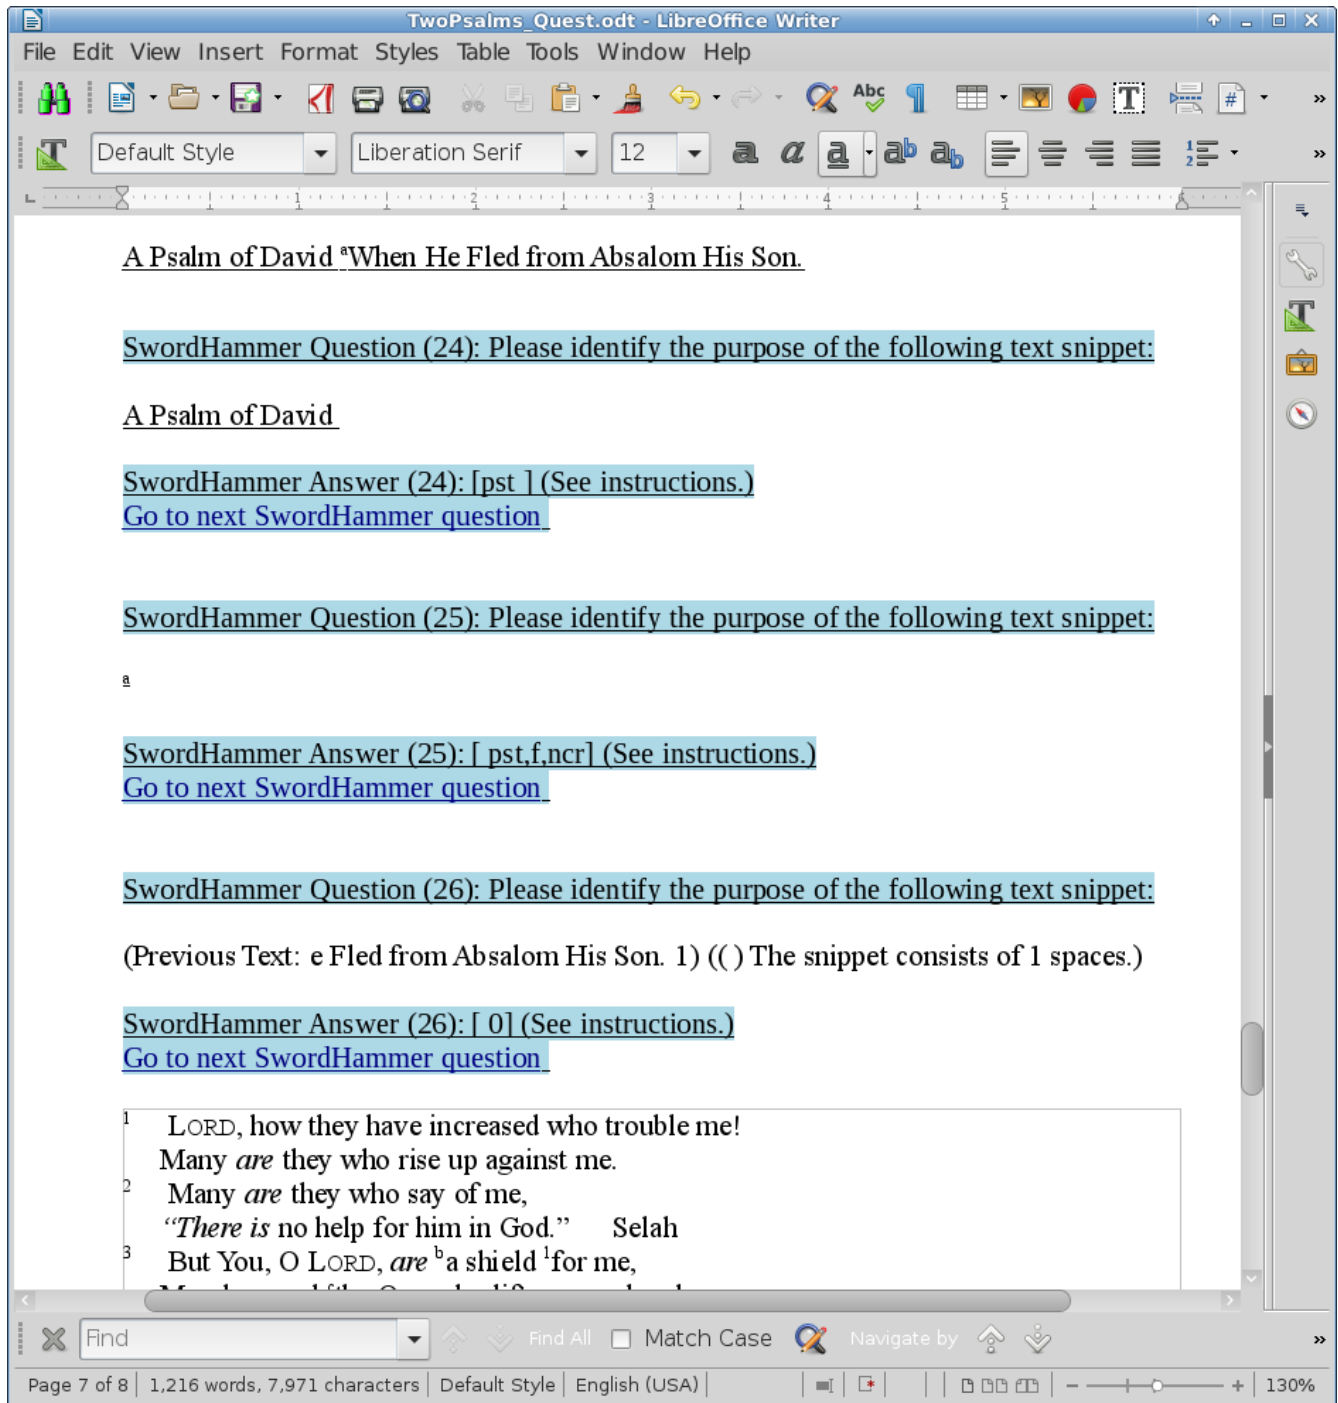 TwoPsalms_Quest.odt - LibreOffice Writer
File Edit View Insert Format Styles Table Tools Window Help
Abc
T
#
»
Default Style
Liberation Serif
12
a a a ab ab
»
1 2 3 4 5
A Psalm of David ᵃWhen He Fled from Absalom His Son.
SwordHammer Question (24): Please identify the purpose of the following text snippet:
A Psalm of David
SwordHammer Answer (24): [pst ] (See instructions.)
Go to next SwordHammer question
SwordHammer Question (25): Please identify the purpose of the following text snippet:
a
SwordHammer Answer (25): [ pst,f,ncr] (See instructions.)
Go to next SwordHammer question
SwordHammer Question (26): Please identify the purpose of the following text snippet:
(Previous Text: e Fled from Absalom His Son. 1) (( ) The snippet consists of 1 spaces.)
SwordHammer Answer (26): [ 0] (See instructions.)
Go to next SwordHammer question
1 LORD, how they have increased who trouble me!
Many are they who rise up against me.
2 Many are they who say of me,
“There is no help for him in God.” Selah
3 But You, O LORD, are ᵇa shield ¹for me,
Find
Find All
Match Case
Navigate by
»
Page 7 of 8 1,216 words, 7,971 characters Default Style English (USA) 130%